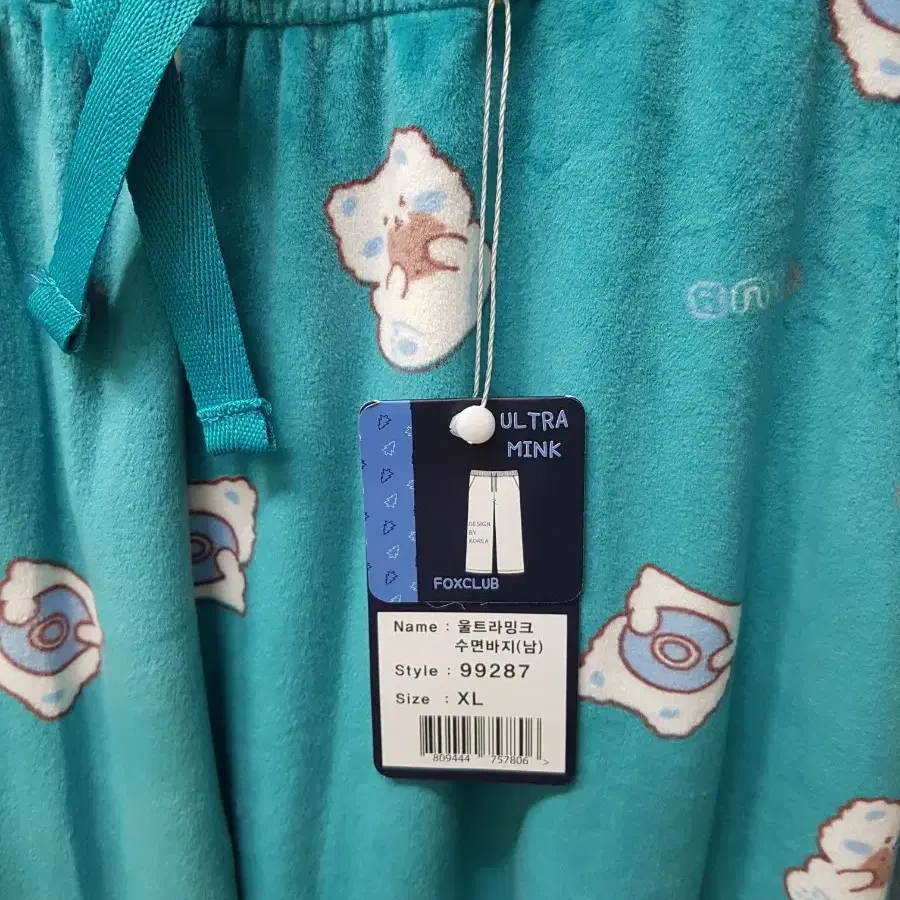 ULTRA
MINK
DESIGN
BY
KOREA
FOXCLUB
Name : 울트라밍크
수면바지(남)
Style : 99287
Size : XL
809444 757806 >